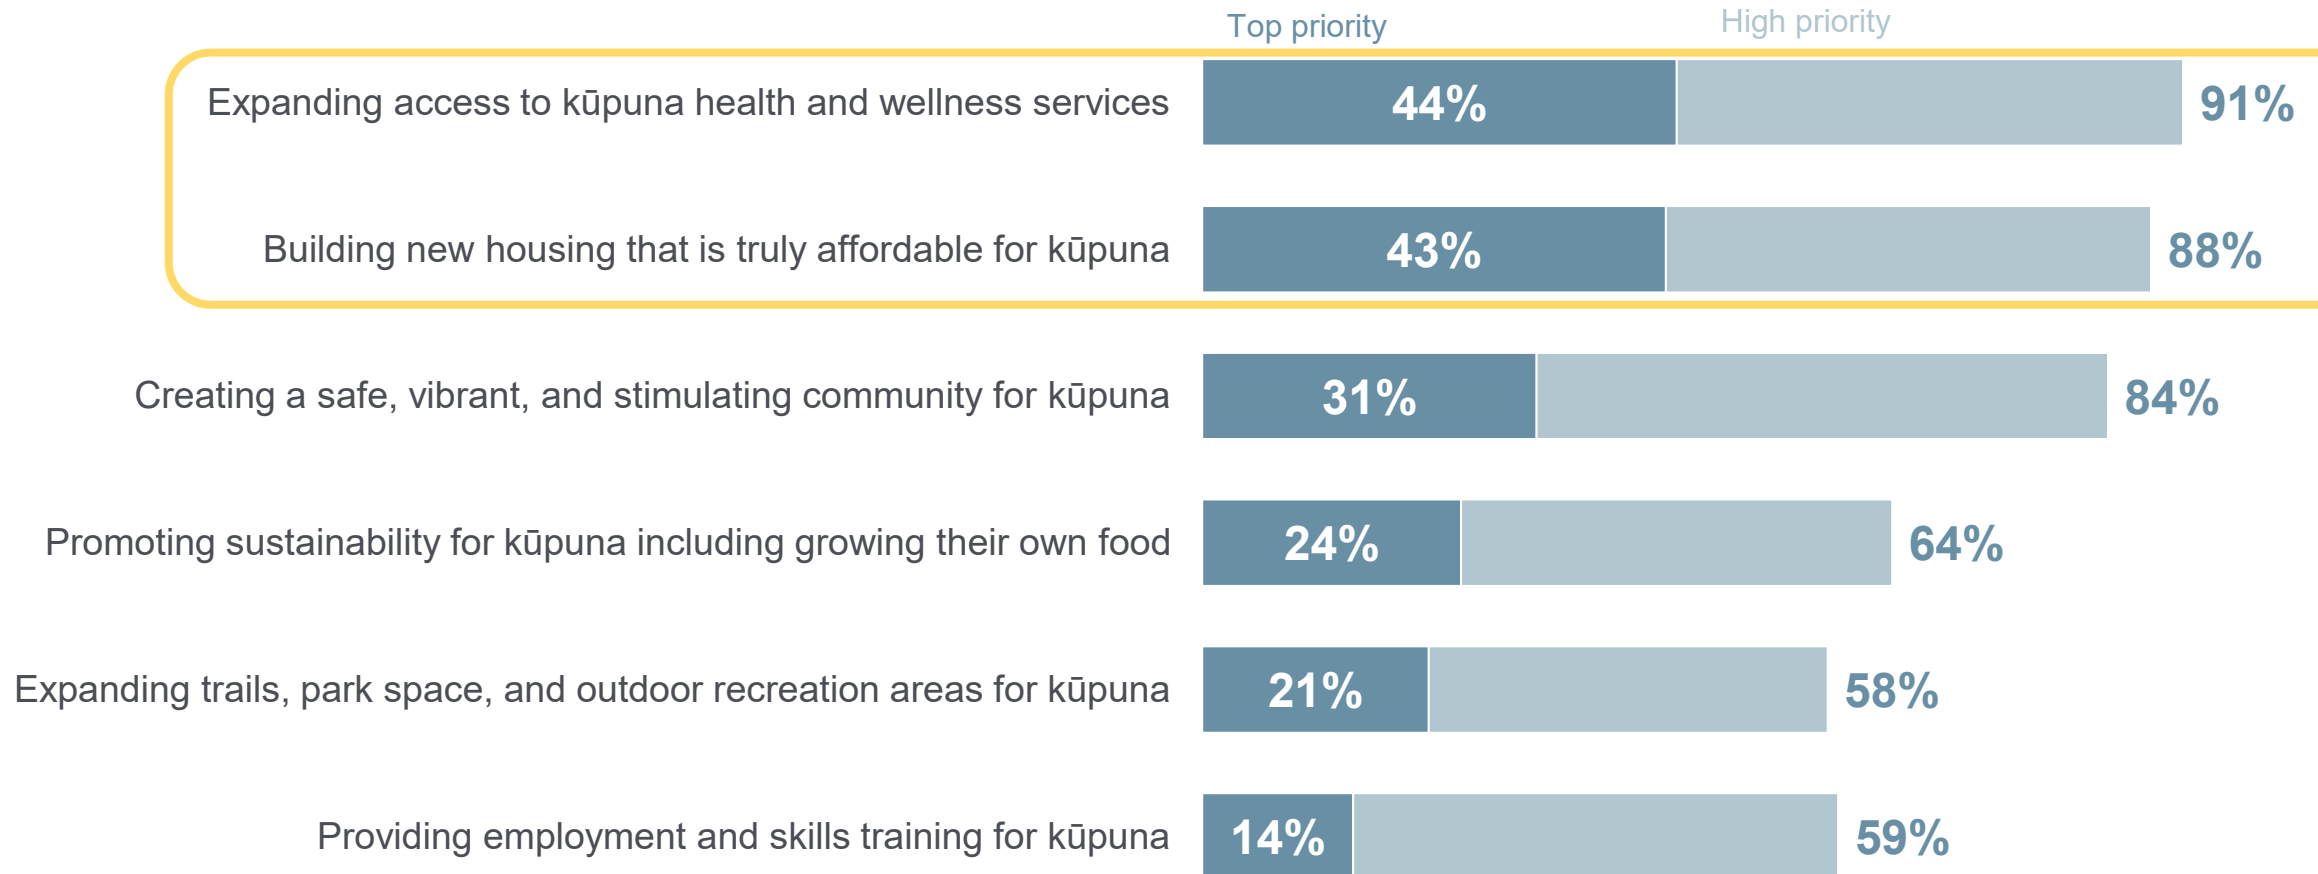 Top priority High priority
Expanding access to kūpuna health and wellness services 44% 91%
Building new housing that is truly affordable for kūpuna 43% 88%
Creating a safe, vibrant, and stimulating community for kūpuna 31% 84%
Promoting sustainability for kūpuna including growing their own food 24% 64%
Expanding trails, park space, and outdoor recreation areas for kūpuna 21% 58%
Providing employment and skills training for kūpuna 14% 59%